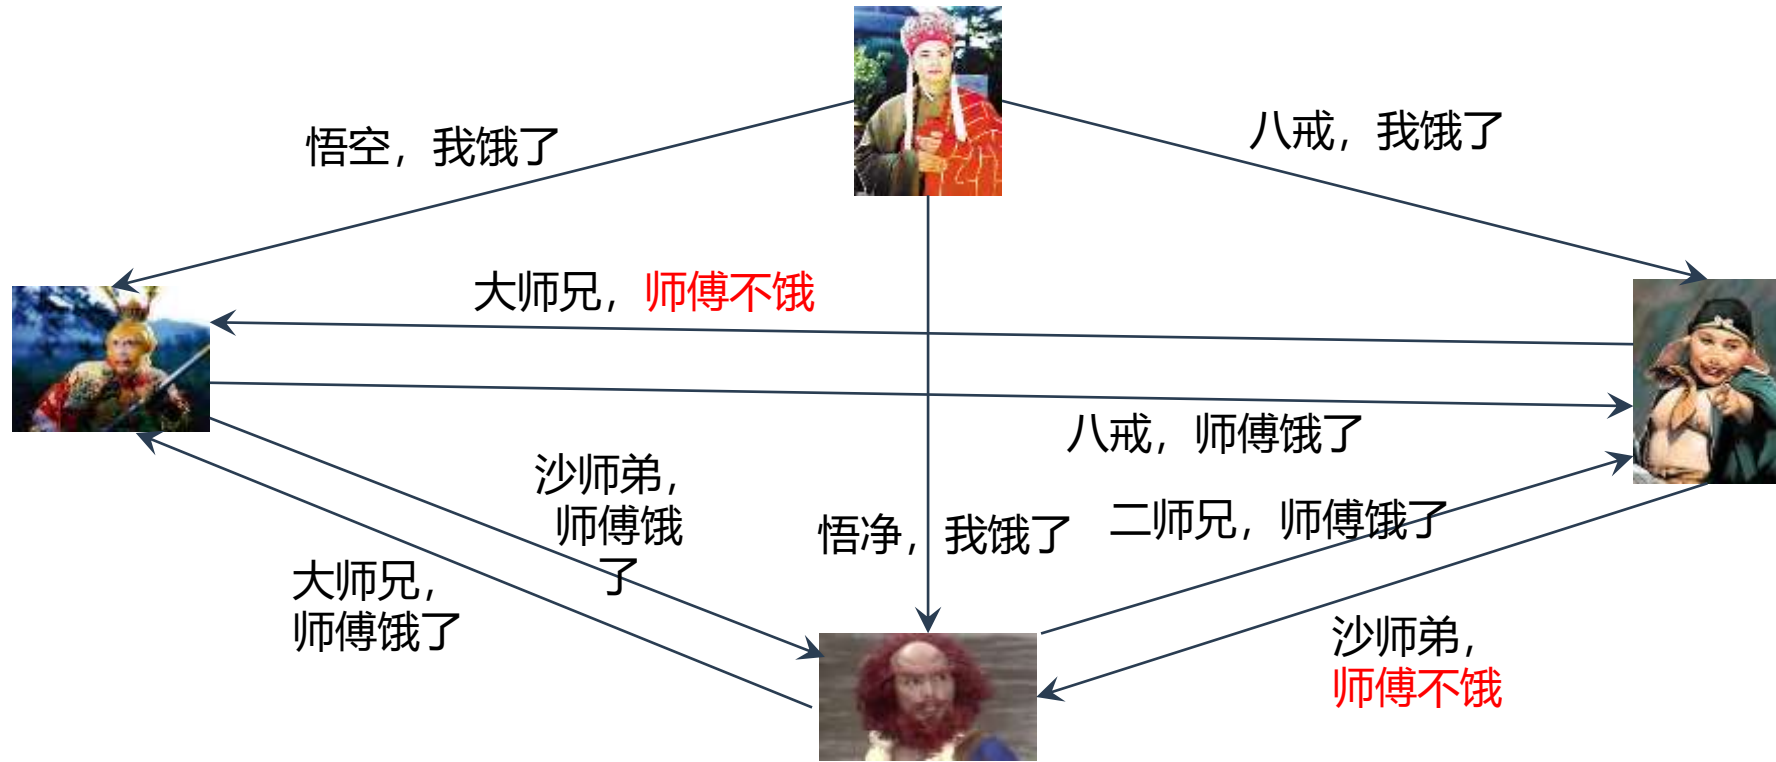 八戒，我饿了
悟空，我饿了
大师兄，师傅不饿
八戒，师傅饿了
沙师弟，
师傅饿
了
二师兄，师傅饿了
悟净，我饿了
大师兄，
师傅饿了
沙师弟，
师傅不饿